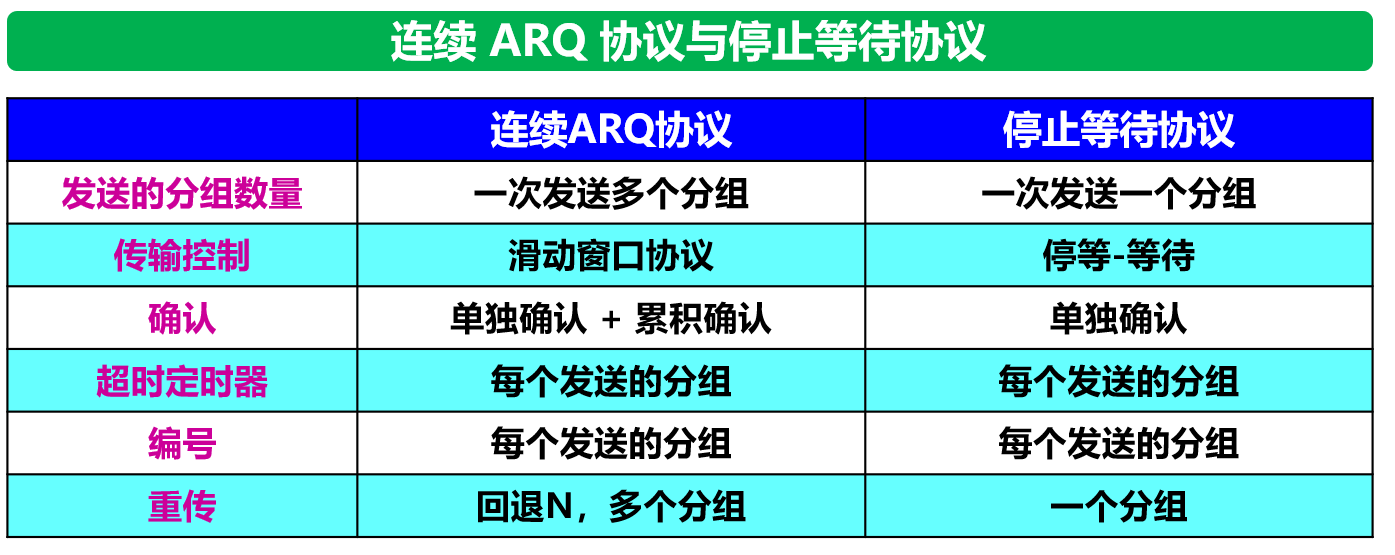 连续 ARQ 协议与停止等待协议
连续ARQ协议 停止等待协议
发送的分组数量 一次发送多个分组 一次发送一个分组
传输控制 滑动窗口协议 停等-等待
确认 单独确认 + 累积确认 单独确认
超时定时器 每个发送的分组 每个发送的分组
编号 每个发送的分组 每个发送的分组
重传 回退N，多个分组 一个分组